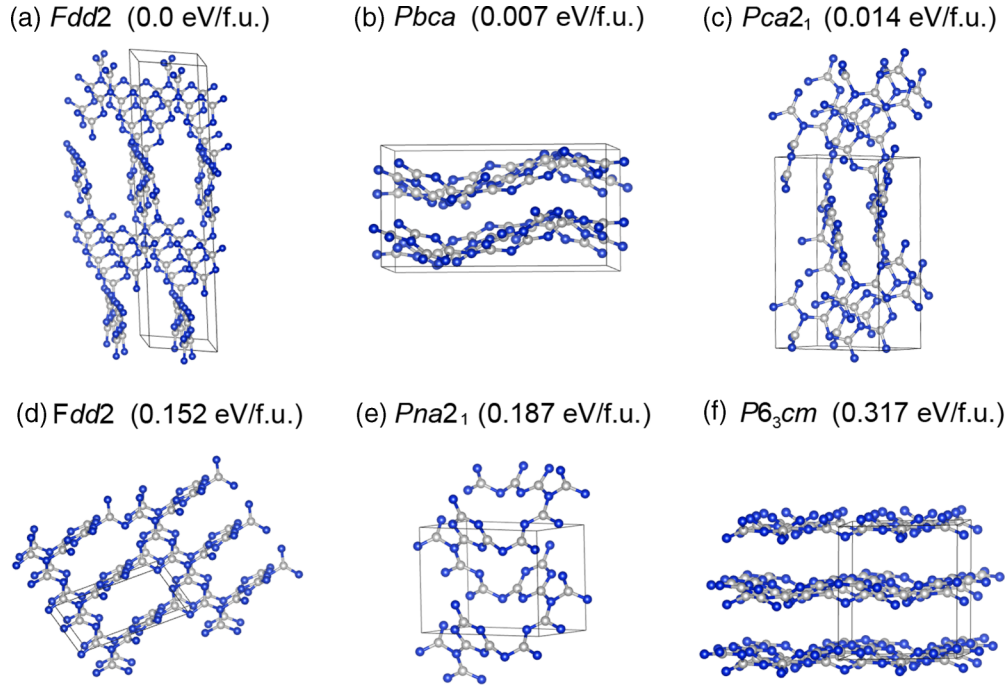 (a) Fdd2 (0.0 eV/f.u.)
(b) Pbca (0.007 eV/f.u.)
(c) Pca2₁ (0.014 eV/f.u.)
(d) Fdd2 (0.152 eV/f.u.)
(e) Pna2₁ (0.187 eV/f.u.)
(f) P6₃cm (0.317 eV/f.u.)